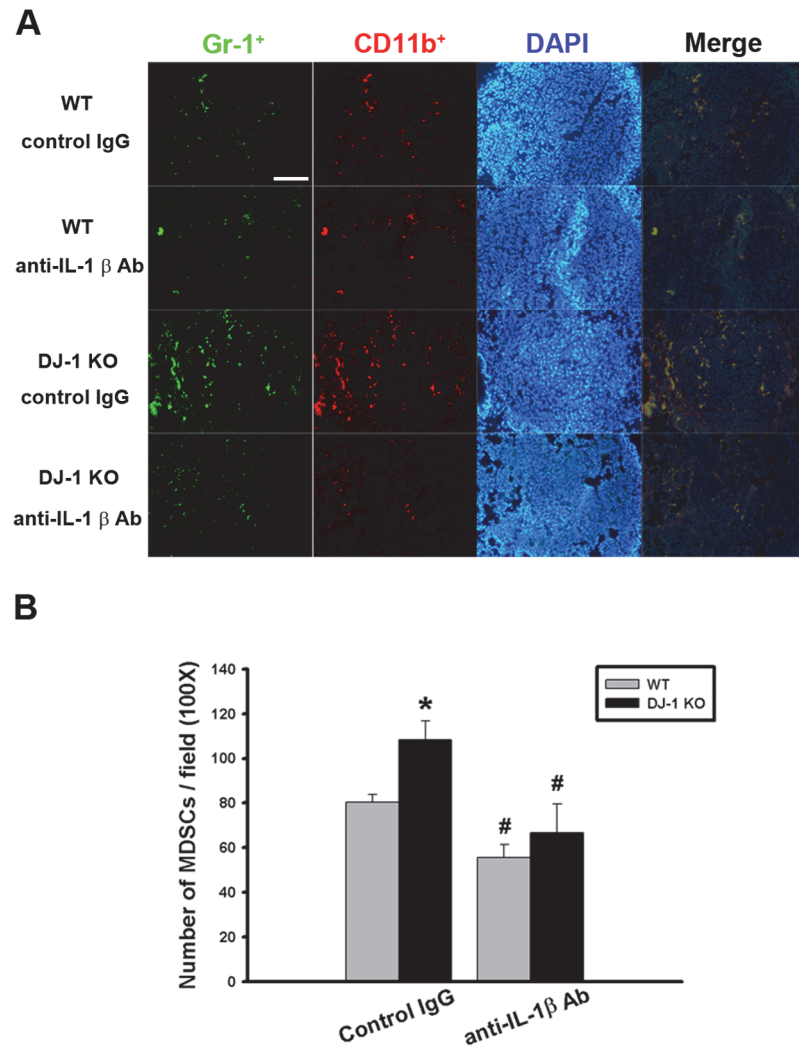 A
Gr-1⁺ CD11b⁺ DAPI Merge
WT
control IgG
WT
anti-IL-1 β Ab
DJ-1 KO
control IgG
DJ-1 KO
anti-IL-1 β Ab
B
Number of MDSCs / field (100X)
140
120
100
80
60
40
20
0
*
#
#
WT
DJ-1 KO
Control IgG
anti-IL-1β Ab